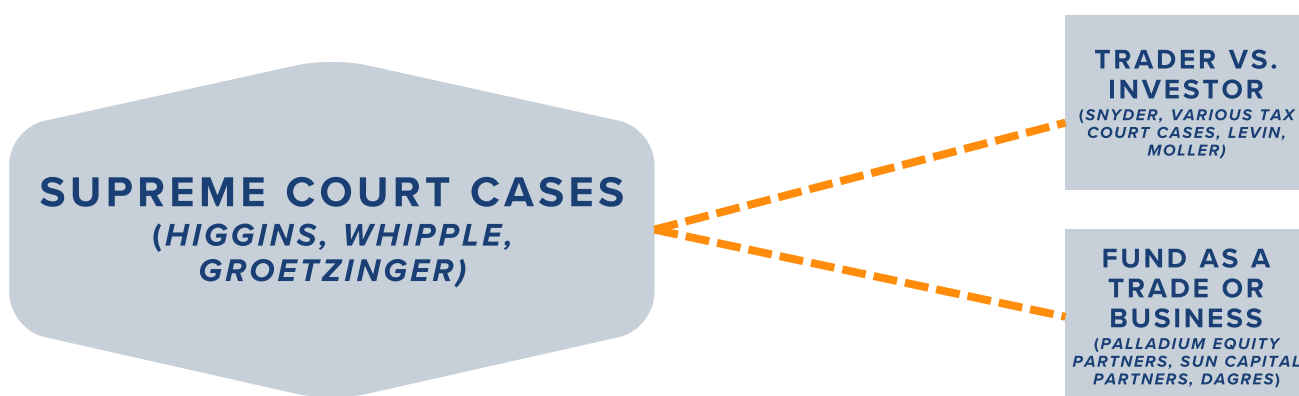 SUPREME COURT CASES
(HIGGINS, WHIPPLE,
GROETZINGER)
TRADER VS.
INVESTOR
(SNYDER, VARIOUS TAX
COURT CASES, LEVIN,
MOLLER)
FUND AS A
TRADE OR
BUSINESS
(PALLADIUM EQUITY
PARTNERS, SUN CAPITAL
PARTNERS, DAGRES)